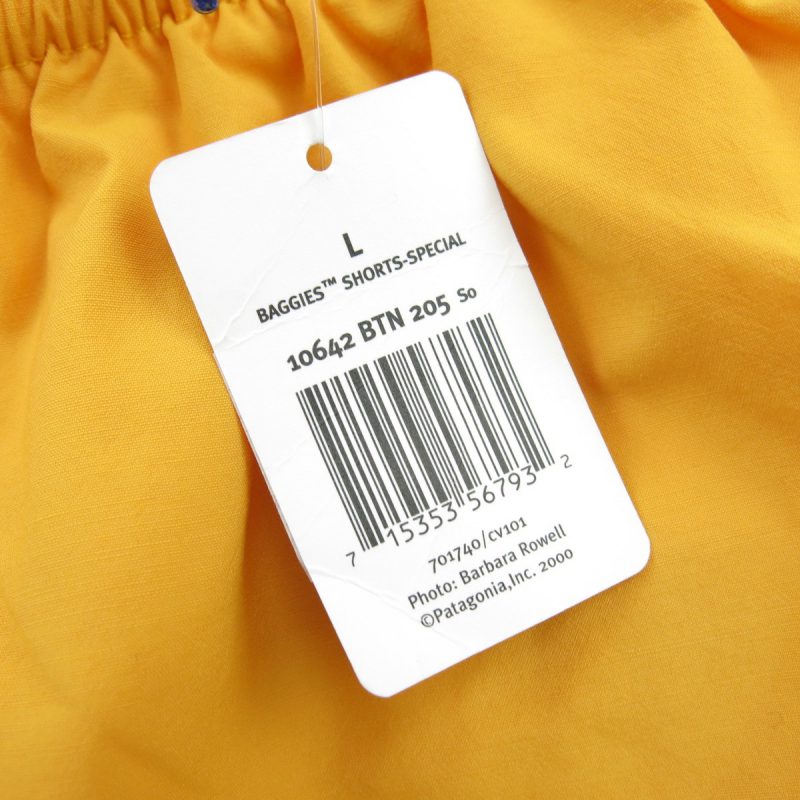 L
BAGGIES™ SHORTS-SPECIAL
10642 BTN 205 So
7 15353 56793 2
701740/CV101
Photo: Barbara Rowell
©Patagonia,Inc. 2000